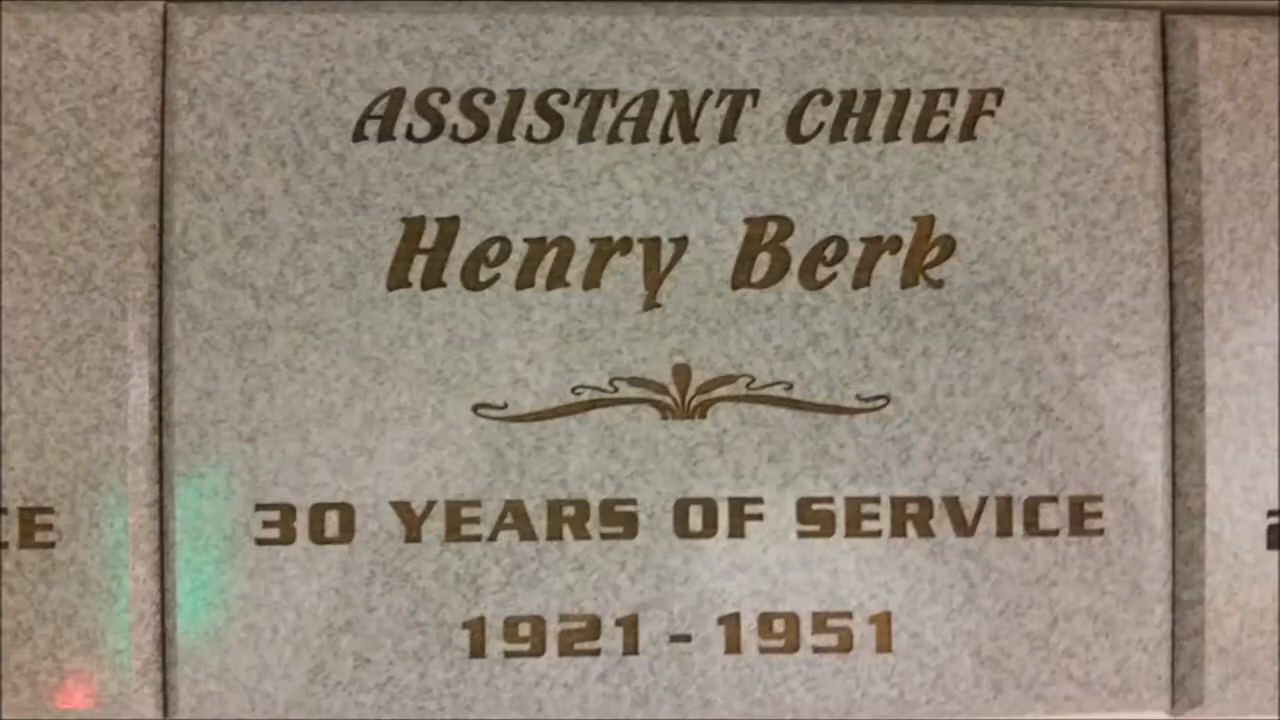 ASSISTANT CHIEF
Henry Berk
30 YEARS OF SERVICE
1921 - 1951